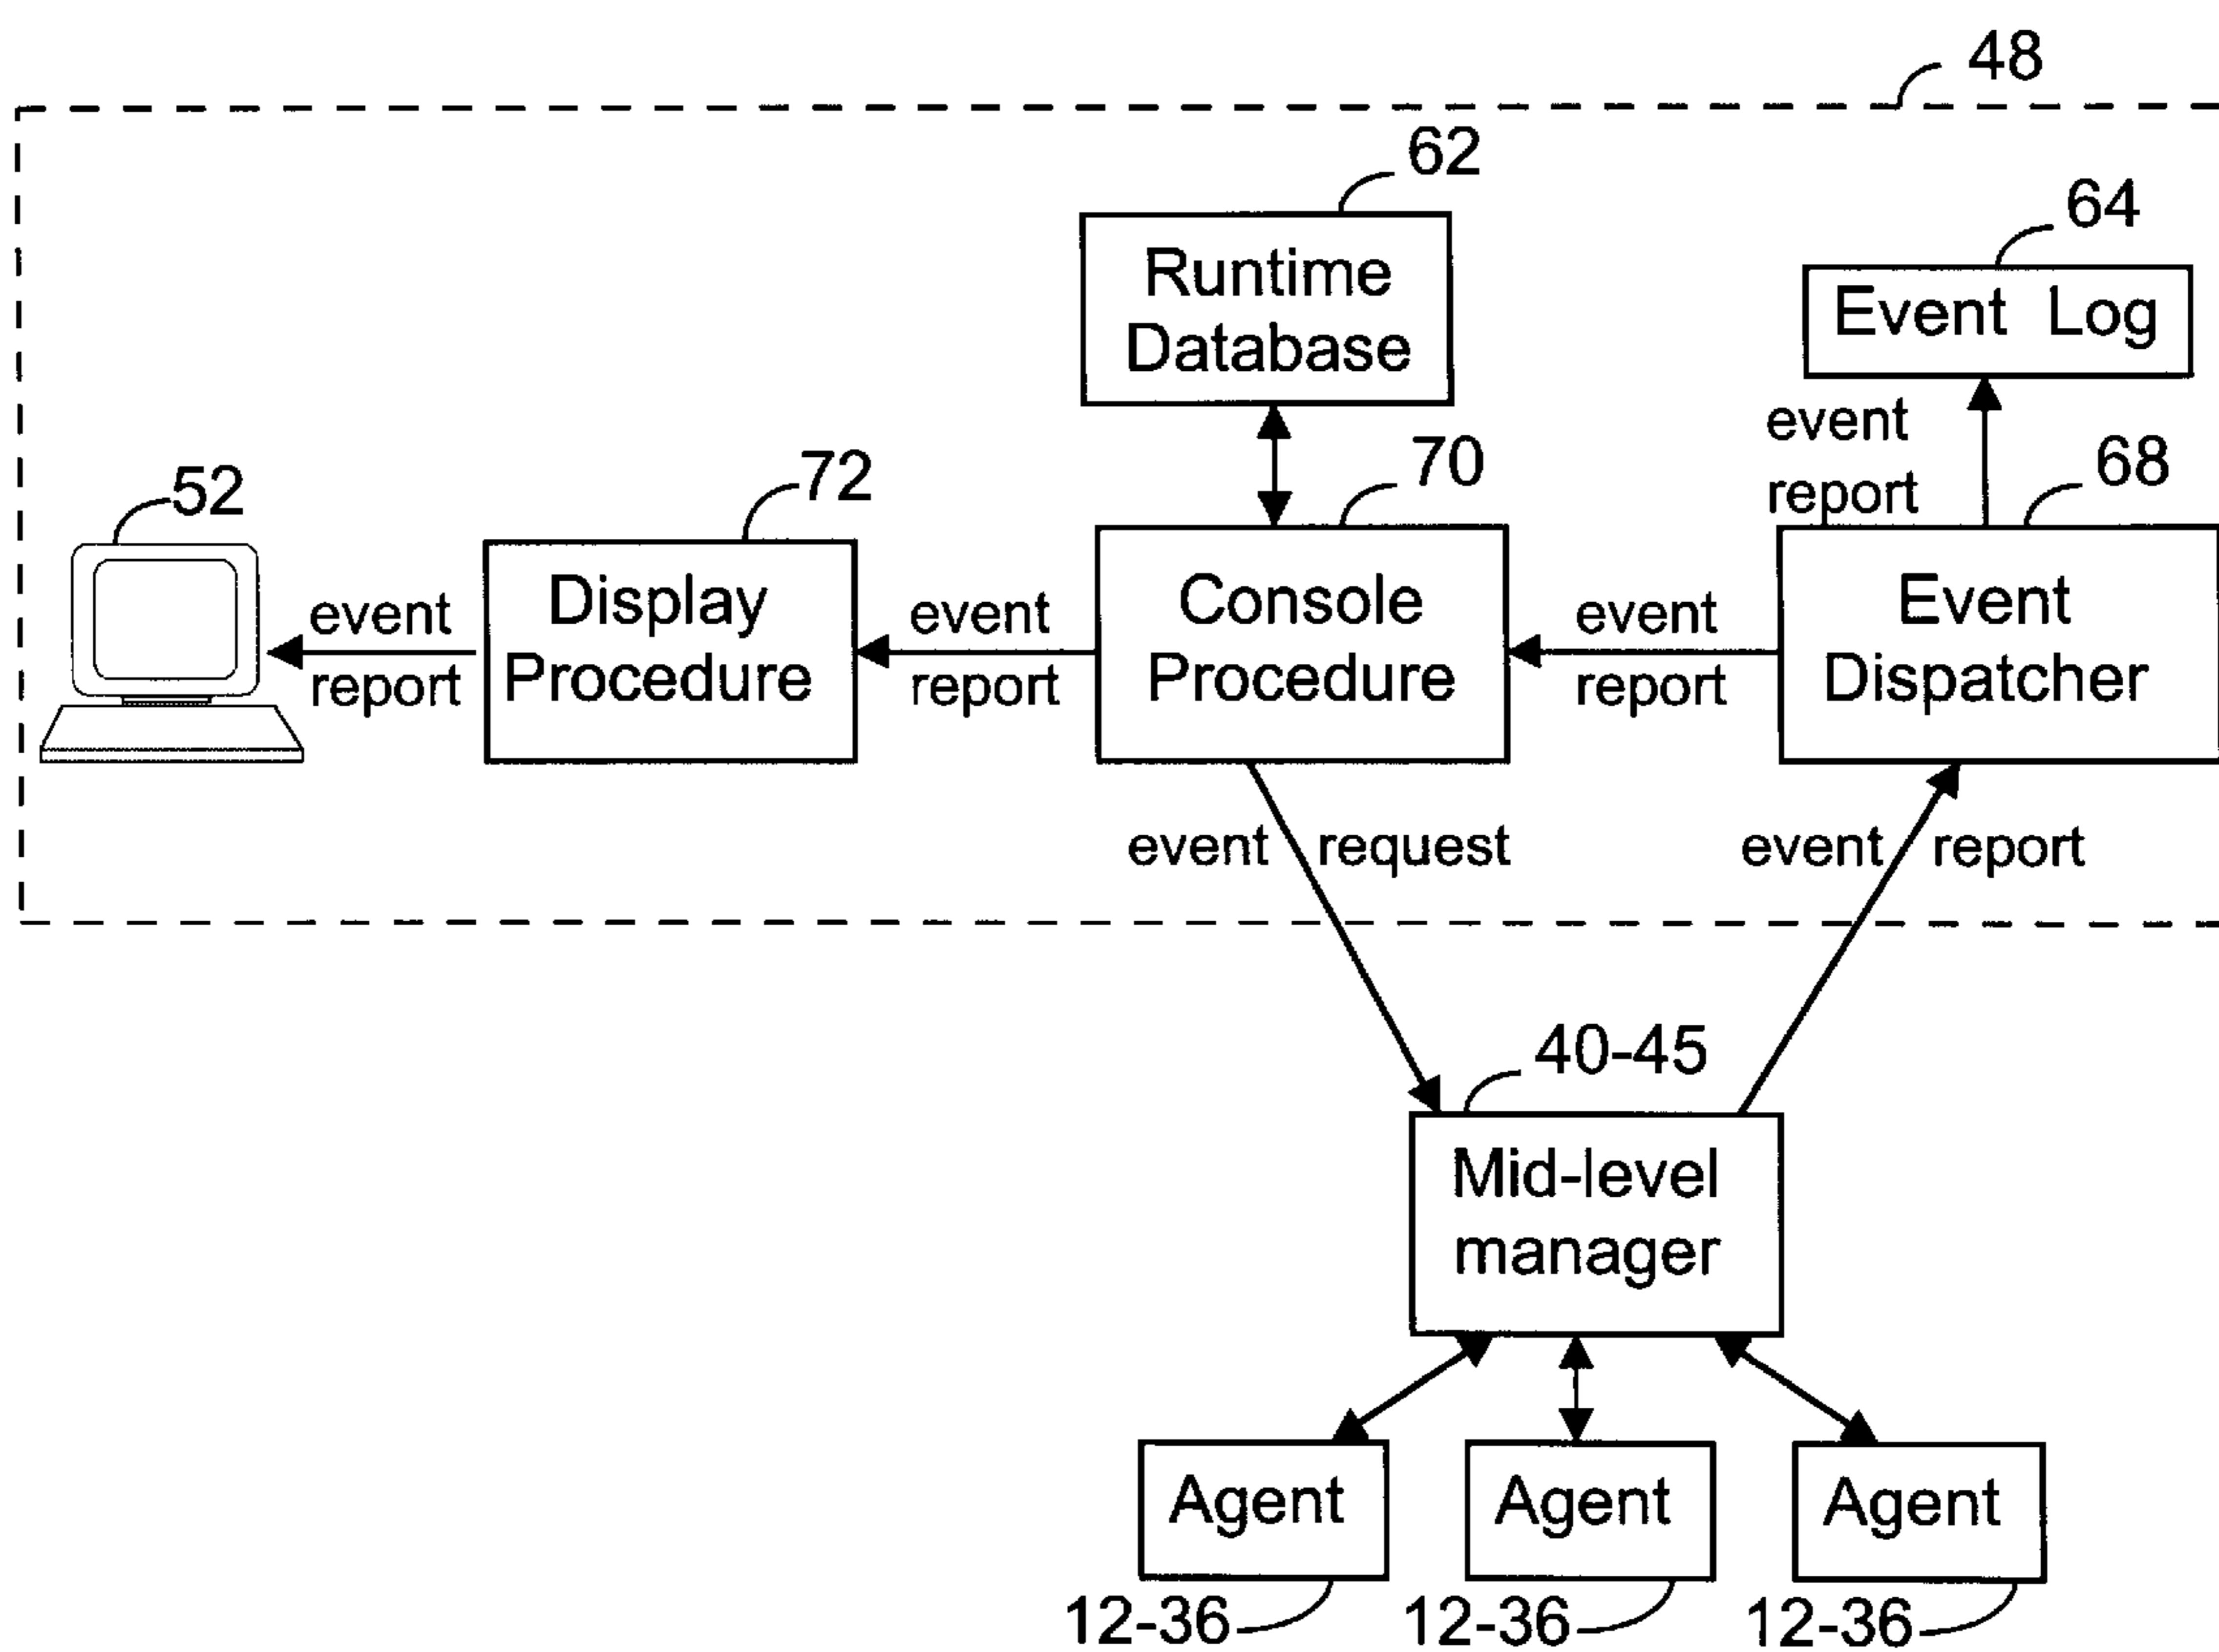 48
62
64
Runtime
Database
Event Log
event
report
52
72
70
68
event
report
Display
Procedure
event
report
Console
Procedure
event
report
Event
Dispatcher
event request
event report
40-45
Mid-level
manager
Agent
Agent
Agent
12-36
12-36
12-36